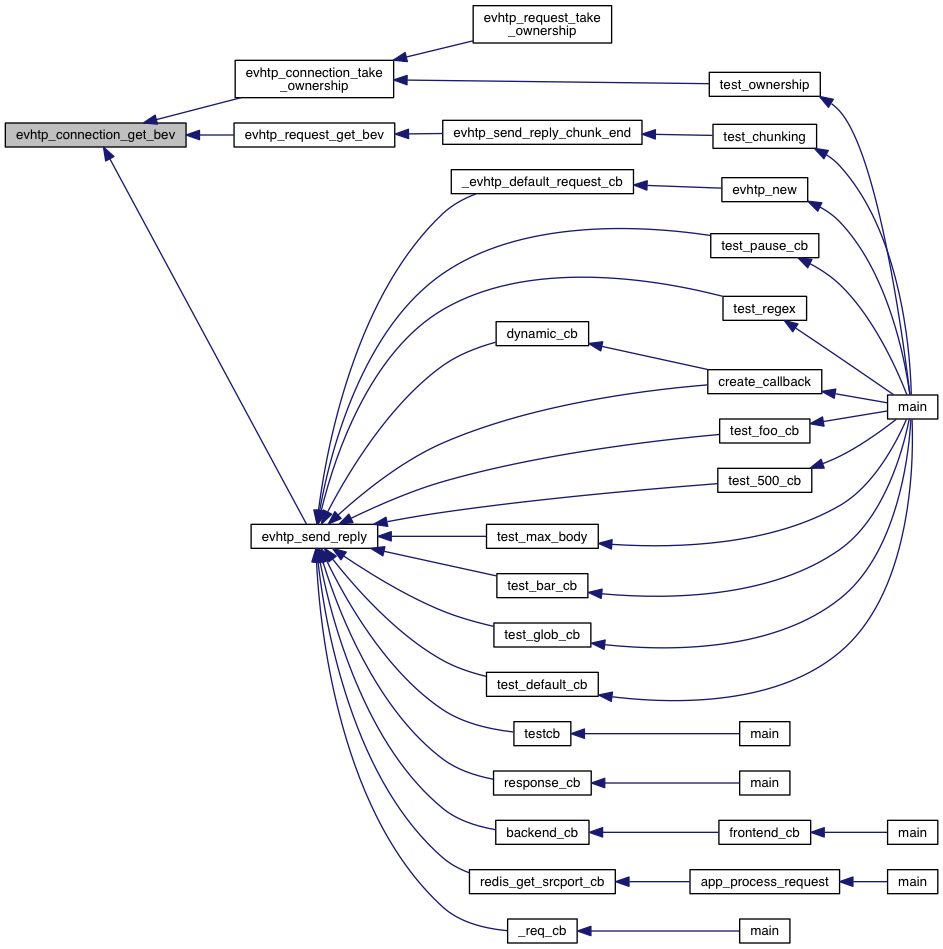 evhtp_request_take
_ownership
evhtp_connection_take
_ownership
test_ownership
evhtp_connection_get_bev
evhtp_request_get_bev
evhtp_send_reply_chunk_end
test_chunking
_evhtp_default_request_cb
evhtp_new
test_pause_cb
test_regex
dynamic_cb
create_callback
main
test_foo_cb
test_500_cb
evhtp_send_reply
test_max_body
test_bar_cb
test_glob_cb
test_default_cb
testcb
main
response_cb
main
backend_cb
frontend_cb
main
redis_get_srcport_cb
app_process_request
main
_req_cb
main